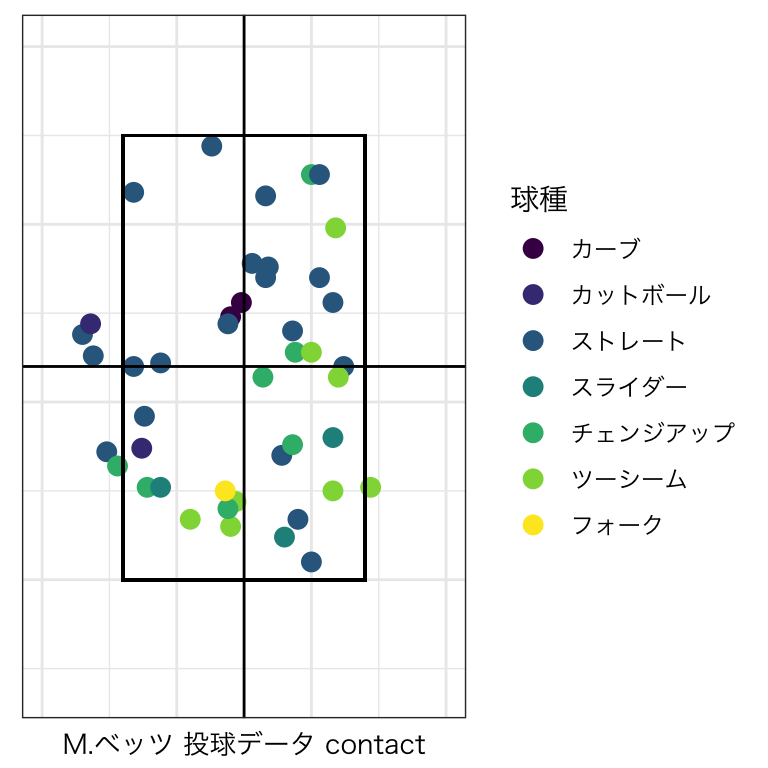 球種
カーブ
カットボール
ストレート
スライダー
チェンジアップ
ツーシーム
フォーク
M.ベッツ 投球データ contact